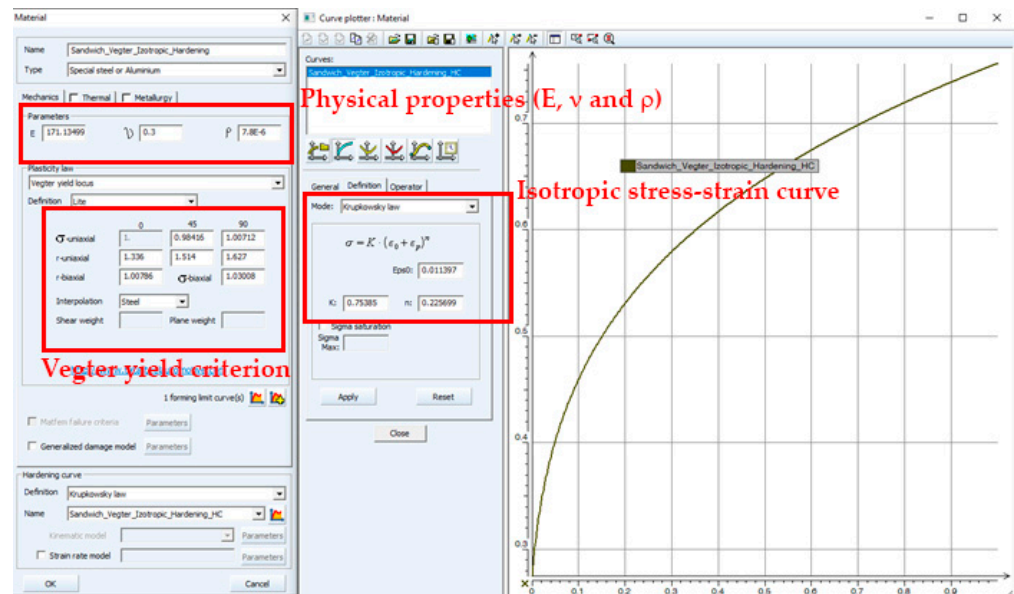 Material
Name Sandwich_Vegter_Izotropic_Hardening
Type Special steel or Aluminium
Mechanics Thermal Metallurgy
Parameters
E 171.13499 ν 0.3 ρ 7.8E-6
Plasticity law
Vegter yield locus
Definition Lite
0 45 90
σ-uniaxial 1. 0.98416 1.00712
r-uniaxial 1.336 1.514 1.627
r-biaxial 1.00786 σ-biaxial 1.03008
Interpolation Steel
Shear weight Plane weight
Vegter yield criterion
1 forming limit curve(s)
Matfem failure criteria Parameters
Generalized damage model Parameters
Hardening curve
Definition Krupkowsky law
Name Sandwich_Vegter_Izotropic_Hardening_HC
Kinematic model Parameters
Strain rate model Parameters
OK Cancel
Curve plotter : Material
Curves:
Sandwich_Vegter_Izotropic_Hardening_HC
Physical properties (E, ν and ρ)
General Definition Operator
Isotropic stress-strain curve
Mode: Krupkowsky law
σ = K · (ε₀ + εₚ)ⁿ
Eps0: 0.011397
K: 0.75385 n: 0.225699
Sigma saturation
Sigma
Max:
Apply Reset
Close
Sandwich_Vegter_Izotropic_Hardening_HC
0.7
0.6
0.5
0.4
0.3
0 0.1 0.2 0.3 0.4 0.5 0.6 0.7 0.8 0.9